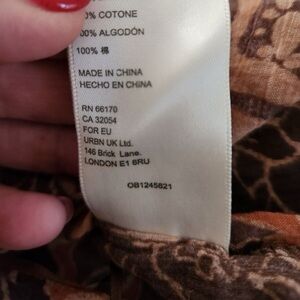 0% COTONE
00% ALGODÓN
100% 棉
MADE IN CHINA
HECHO EN CHINA
RN 66170
CA 32054
FOR EU
URBN UK Ltd.
146 Brick Lane.
LONDON E1 6RU
OB1245621